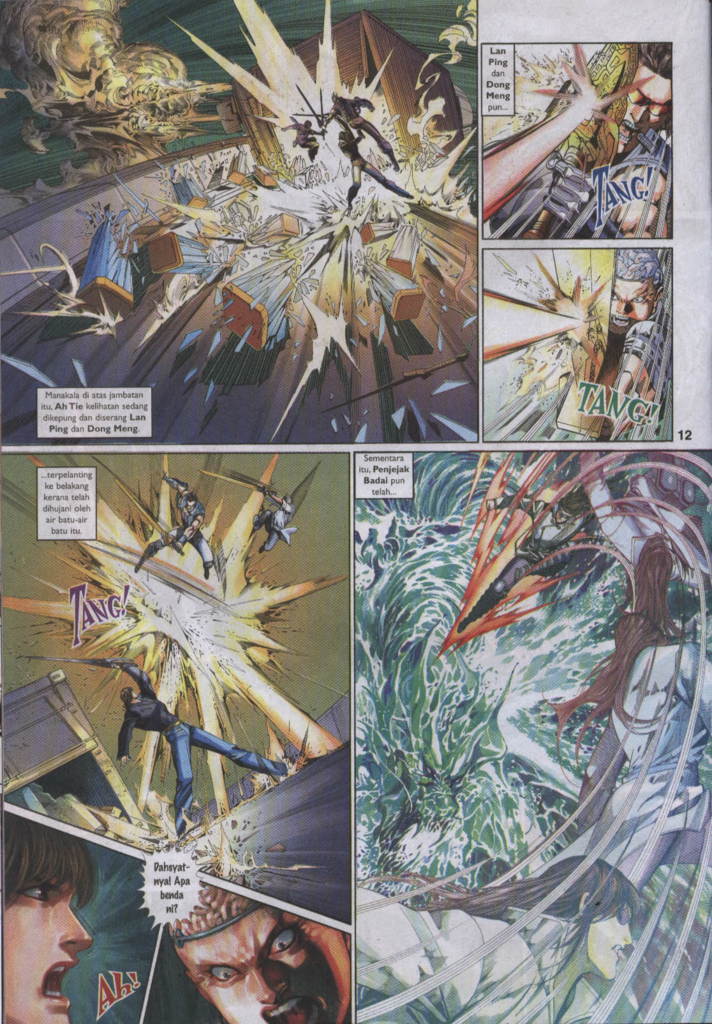 Manakala di atas jambatan
itu, Ah Tie kelihatan sedang
dikepung dan diserang Lan
Ping dan Dong Meng.
Lan
Ping
dan
Dong
Meng
pun...
TANG!
TANG!
12
...terpelanting
ke belakang
kerana telah
dihujani oleh
air batu-air
batu itu.
TANG!
Dahsyat-
nya! Apa
benda
ni?
AH!
Sementara
itu, Penjejak
Badai pun
telah...